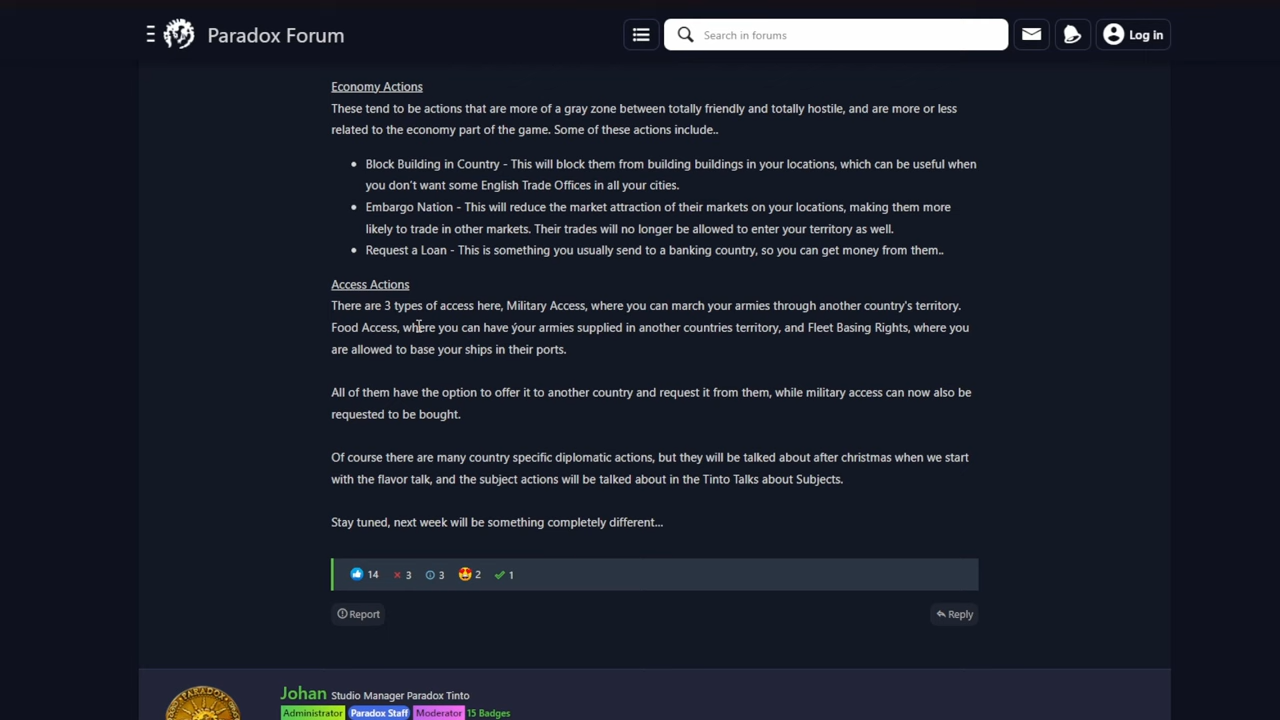 Paradox Forum
Search in forums
Log in
Economy Actions
These tend to be actions that are more of a gray zone between totally friendly and totally hostile, and are more or less
related to the economy part of the game. Some of these actions include..
• Block Building in Country - This will block them from building buildings in your locations, which can be useful when
you don't want some English Trade Offices in all your cities.
• Embargo Nation - This will reduce the market attraction of their markets on your locations, making them more
likely to trade in other markets. Their trades will no longer be allowed to enter your territory as well.
• Request a Loan - This is something you usually send to a banking country, so you can get money from them..
Access Actions
There are 3 types of access here, Military Access, where you can march your armies through another country's territory.
Food Access, where you can have your armies supplied in another countries territory, and Fleet Basing Rights, where you
are allowed to base your ships in their ports.
All of them have the option to offer it to another country and request it from them, while military access can now also be
requested to be bought.
Of course there are many country specific diplomatic actions, but they will be talked about after christmas when we start
with the flavor talk, and the subject actions will be talked about in the Tinto Talks about Subjects.
Stay tuned, next week will be something completely different...
14 3 3 2 1
Report
Reply
Johan Studio Manager Paradox Tinto
Administrator Paradox Staff Moderator 15 Badges